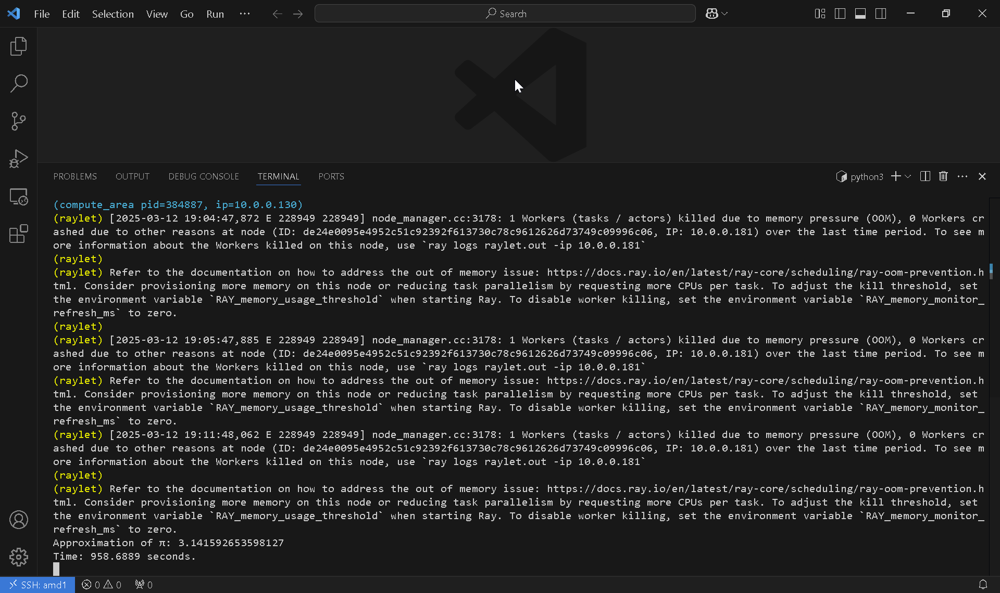 File Edit Selection View Go Run ··· Search
PROBLEMS OUTPUT DEBUG CONSOLE TERMINAL PORTS python3
(compute_area pid=384887, ip=10.0.0.130)
(raylet) [2025-03-12 19:04:47,872 E 228949 228949] node_manager.cc:3178: 1 Workers (tasks / actors) killed due to memory pressure (OOM), 0 Workers cr
ashed due to other reasons at node (ID: de24e0095e4952c51c92392f613730c78c9612626d73749c09996c06, IP: 10.0.0.181) over the last time period. To see m
ore information about the Workers killed on this node, use `ray logs raylet.out -ip 10.0.0.181`
(raylet)
(raylet) Refer to the documentation on how to address the out of memory issue: https://docs.ray.io/en/latest/ray-core/scheduling/ray-oom-prevention.h
tml. Consider provisioning more memory on this node or reducing task parallelism by requesting more CPUs per task. To adjust the kill threshold, set
the environment variable `RAY_memory_usage_threshold` when starting Ray. To disable worker killing, set the environment variable `RAY_memory_monitor_
refresh_ms` to zero.
(raylet)
(raylet) [2025-03-12 19:05:47,885 E 228949 228949] node_manager.cc:3178: 1 Workers (tasks / actors) killed due to memory pressure (OOM), 0 Workers cr
ashed due to other reasons at node (ID: de24e0095e4952c51c92392f613730c78c9612626d73749c09996c06, IP: 10.0.0.181) over the last time period. To see m
ore information about the Workers killed on this node, use `ray logs raylet.out -ip 10.0.0.181`
(raylet) Refer to the documentation on how to address the out of memory issue: https://docs.ray.io/en/latest/ray-core/scheduling/ray-oom-prevention.h
tml. Consider provisioning more memory on this node or reducing task parallelism by requesting more CPUs per task. To adjust the kill threshold, set
the environment variable `RAY_memory_usage_threshold` when starting Ray. To disable worker killing, set the environment variable `RAY_memory_monitor_
refresh_ms` to zero.
(raylet) [2025-03-12 19:11:48,062 E 228949 228949] node_manager.cc:3178: 1 Workers (tasks / actors) killed due to memory pressure (OOM), 0 Workers cr
ashed due to other reasons at node (ID: de24e0095e4952c51c92392f613730c78c9612626d73749c09996c06, IP: 10.0.0.181) over the last time period. To see m
ore information about the Workers killed on this node, use `ray logs raylet.out -ip 10.0.0.181`
(raylet)
(raylet) Refer to the documentation on how to address the out of memory issue: https://docs.ray.io/en/latest/ray-core/scheduling/ray-oom-prevention.h
tml. Consider provisioning more memory on this node or reducing task parallelism by requesting more CPUs per task. To adjust the kill threshold, set
the environment variable `RAY_memory_usage_threshold` when starting Ray. To disable worker killing, set the environment variable `RAY_memory_monitor_
refresh_ms` to zero.
Approximation of π: 3.141592653598127
Time: 958.6889 seconds.
SSH: amd1 0 0 0